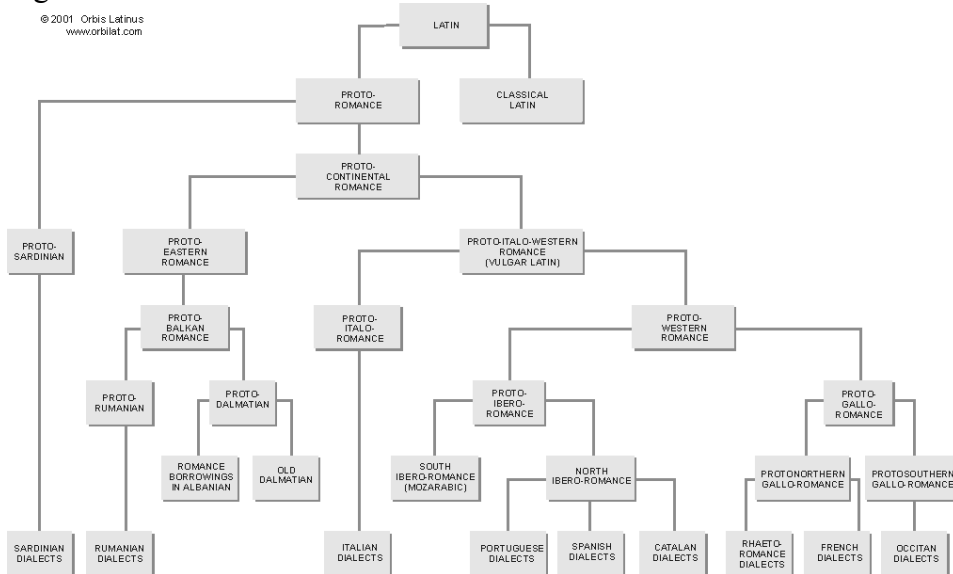 © 2001 Orbis Latinus
www.orbilat.com
LATIN
PROTO-
ROMANCE
CLASSICAL
LATIN
PROTO-
CONTINENTAL
ROMANCE
PROTO-
SARDINIAN
PROTO-
EASTERN
ROMANCE
PROTO-ITALO-WESTERN
ROMANCE
(VULGAR LATIN)
PROTO-
BALKAN
ROMANCE
PROTO-
ITALO-
ROMANCE
PROTO-
WESTERN
ROMANCE
PROTO-
RUMANIAN
PROTO-
DALMATIAN
PROTO-
IBERO-
ROMANCE
PROTO-
GALLO-
ROMANCE
ROMANCE
BORROWINGS
IN ALBANIAN
OLD
DALMATIAN
SOUTH
IBERO-ROMANCE
(MOZARABIC)
NORTH
IBERO-ROMANCE
PROTONORTHERN
GALLO-ROMANCE
PROTOSOUTHERN
GALLO-ROMANCE
SARDINIAN
DIALECTS
RUMANIAN
DIALECTS
ITALIAN
DIALECTS
PORTUGUESE
DIALECTS
SPANISH
DIALECTS
CATALAN
DIALECTS
RHAETO-
ROMANCE
DIALECTS
FRENCH
DIALECTS
OCCITAN
DIALECTS